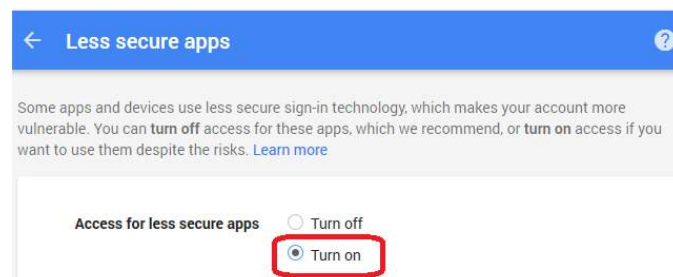 Less secure apps
Some apps and devices use less secure sign-in technology, which makes your account more
vulnerable. You can turn off access for these apps, which we recommend, or turn on access if you
want to use them despite the risks. Learn more
Access for less secure apps
Turn off
Turn on